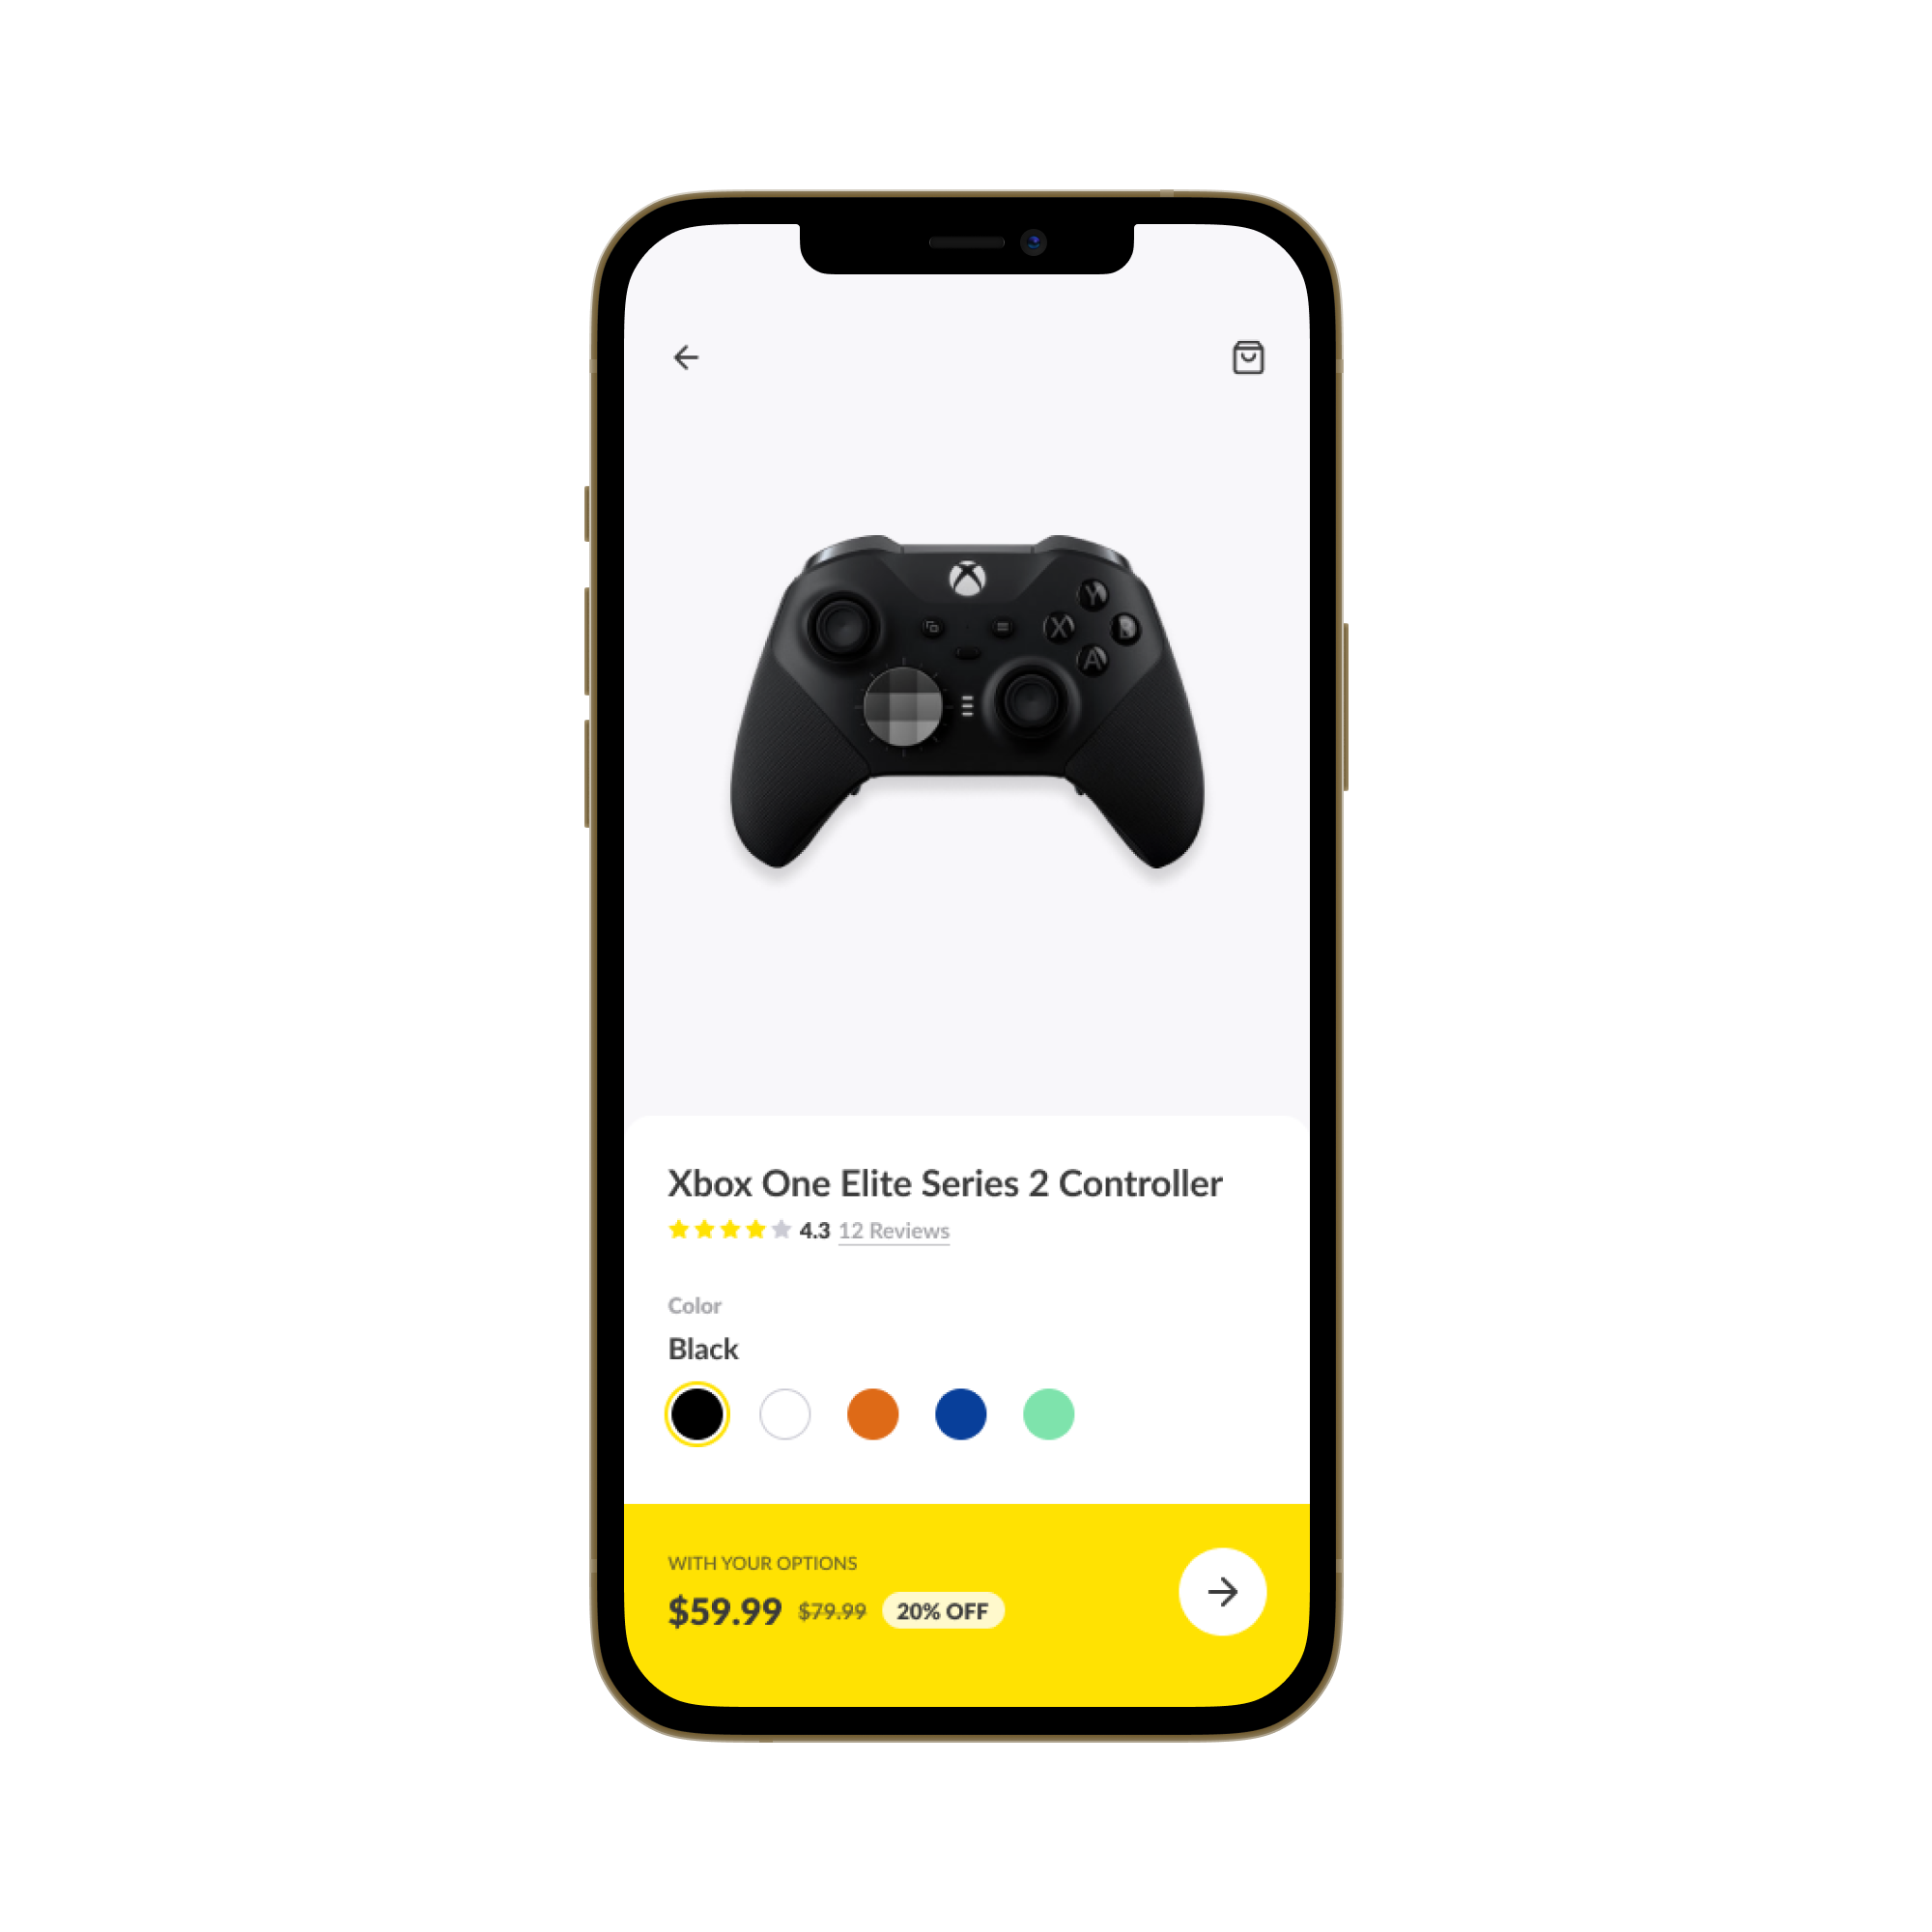 Y
X B
A
Xbox One Elite Series 2 Controller
4.3 12 Reviews
Color
Black
WITH YOUR OPTIONS
$59.99 $79.99 20% OFF